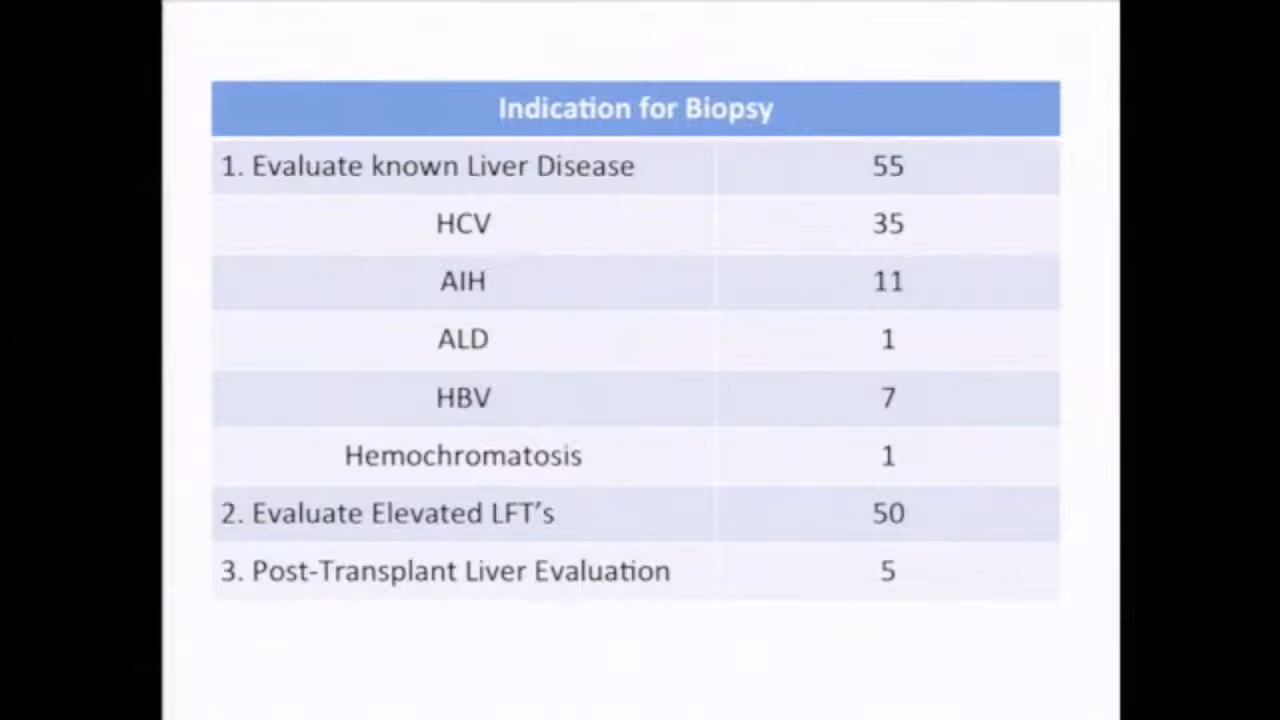 Indication for Biopsy
1. Evaluate known Liver Disease 55
HCV 35
AIH 11
ALD 1
HBV 7
Hemochromatosis 1
2. Evaluate Elevated LFT’s 50
3. Post-Transplant Liver Evaluation 5